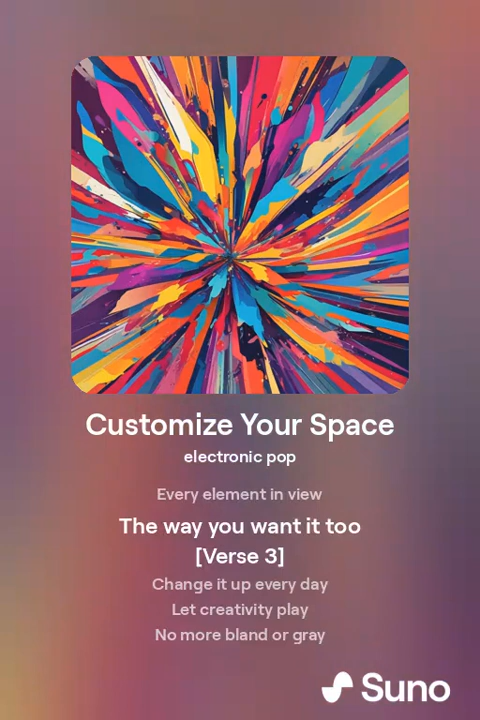 Customize Your Space
electronic pop
Every element in view
The way you want it too
[Verse 3]
Change it up every day
Let creativity play
No more bland or gray
Suno